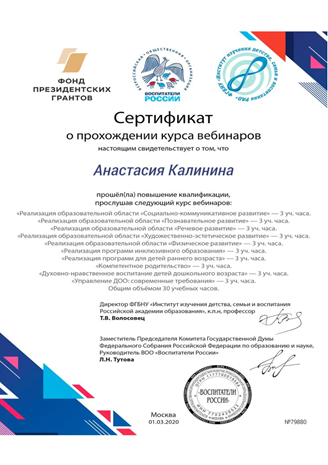 ФОНД
ПРЕЗИДЕНТСКИХ
ГРАНТОВ
ВОСПИТАТЕЛИ
РОССИИ
Сертификат
о прохождении курса вебинаров
настоящим свидетельствует о том, что
Анастасия Калинина
прошёл(ла) повышение квалификации,
прослушав следующий курс вебинаров:
«Реализация образовательной области «Социально-коммуникативное развитие» — 3 уч. часа.
«Реализация образовательной области «Познавательное развитие» — 3 уч. часа.
«Реализация образовательной области «Речевое развитие» — 3 уч. часа.
«Реализация образовательной области «Художественно-эстетическое развитие» — 3 уч. часа.
«Реализация образовательной области «Физическое развитие» — 3 уч. часа.
«Реализация программ инклюзивного образования» — 3 уч. часа.
«Реализация программ для детей раннего возраста» — 3 уч. часа.
«Компетентное родительство» — 3 уч. часа.
«Духовно-нравственное воспитание детей дошкольного возраста» — 3 уч. часа.
«Управление ДОО: современные требования» — 3 уч. часа.
Общим объёмом 30 учебных часов.
Директор ФГБНУ «Институт изучения детства, семьи и воспитания
Российской академии образования», к.п.н, профессор
Т.В. Волосовец
Заместитель Председателя Комитета Государственной Думы
Федерального Собрания Российской Федерации по образованию и науке,
Руководитель ВОО «Воспитатели России»
Л.Н. Тутова
"ВОСПИТАТЕЛИ
РОССИИ"
Москва
01.03.2020
№79880